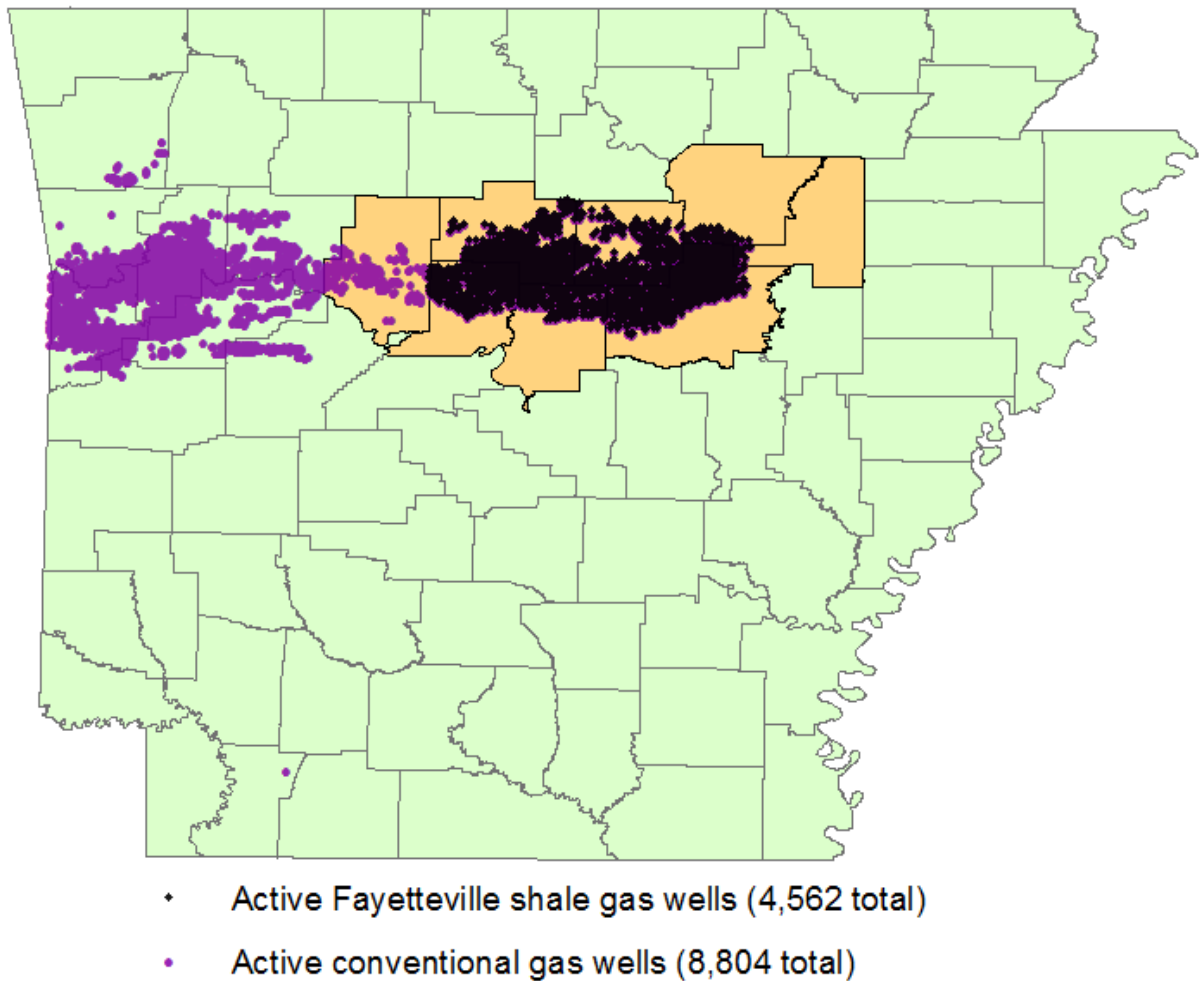 Active Fayetteville shale gas wells (4,562 total)
Active conventional gas wells (8,804 total)